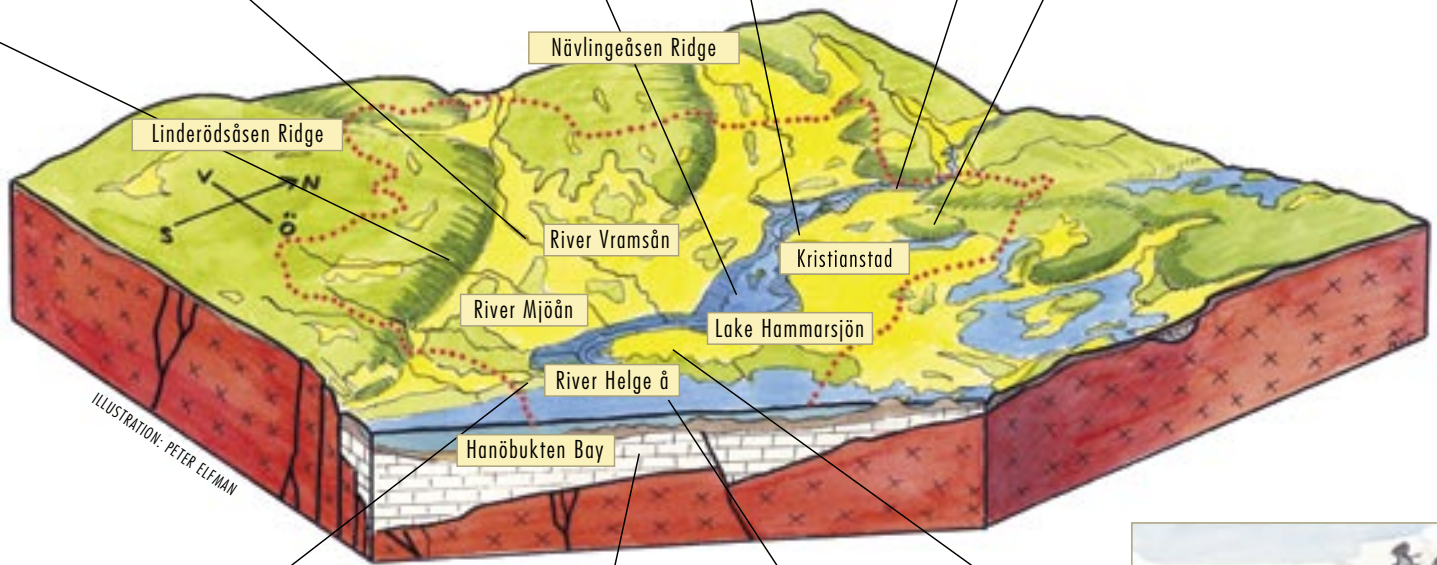 Nävlingeåsen Ridge
Linderödsåsen Ridge
V
N
S
Ö
River Vramsån
Kristianstad
River Mjöån
Lake Hammarsjön
River Helge å
Hanöbukten Bay
ILLUSTRATION: PETER ELFMAN